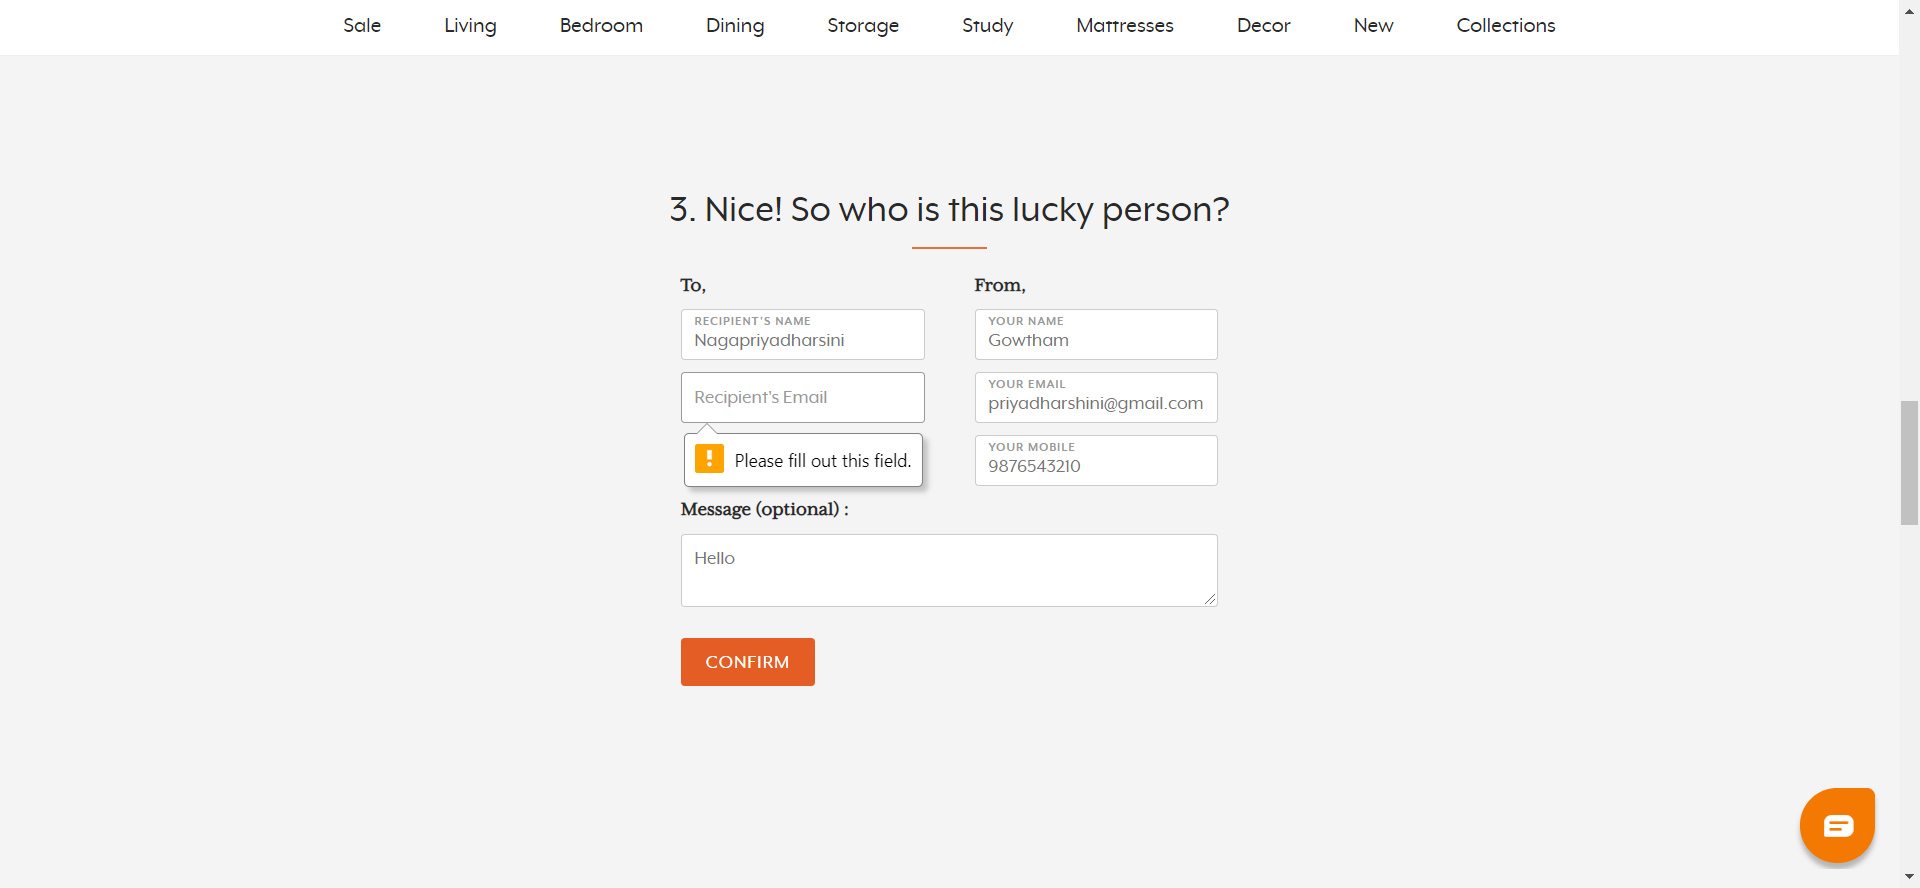 Sale Living Bedroom Dining Storage Study Mattresses Decor New Collections
3. Nice! So who is this lucky person?
To,
RECIPIENT'S NAME
Nagapriyadharsini
Recipient's Email
Please fill out this field.
From,
YOUR NAME
Gowtham
YOUR EMAIL
priyadharshini@gmail.com
YOUR MOBILE
9876543210
Message (optional) :
Hello
CONFIRM